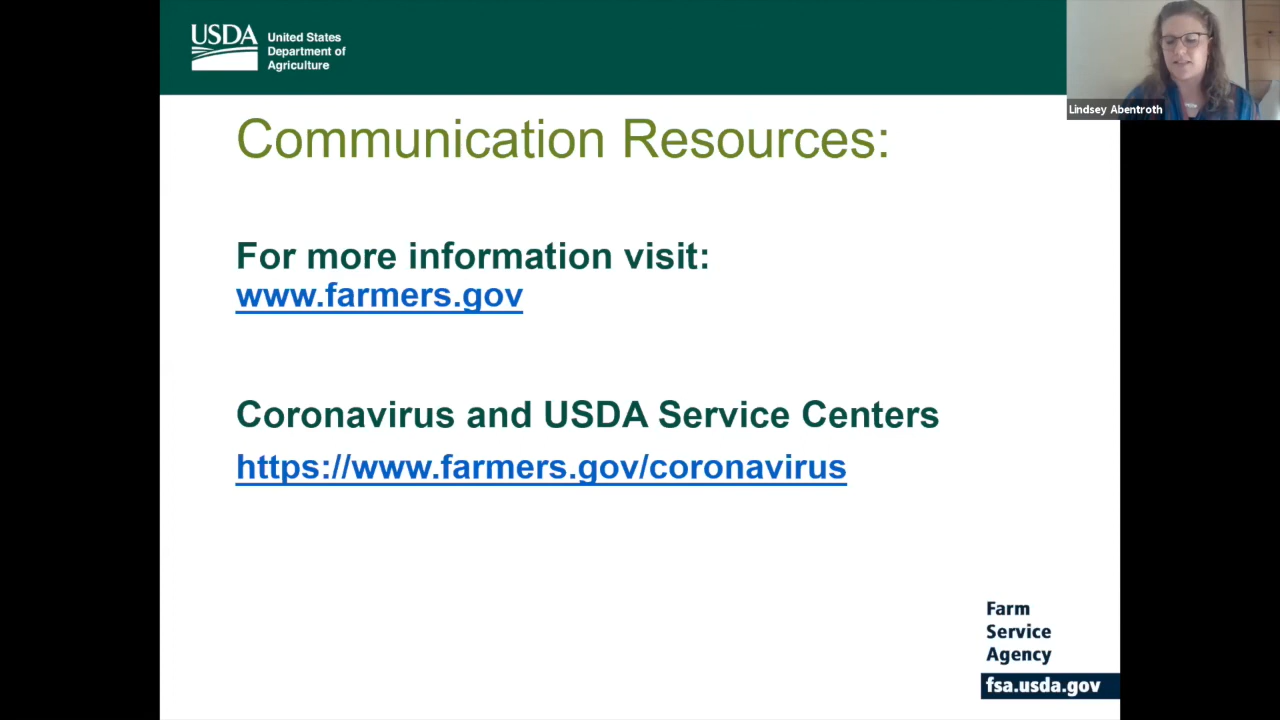 USDA
United States
Department of
Agriculture
Lindsey Abentroth
Communication Resources:
For more information visit:
www.farmers.gov
Coronavirus and USDA Service Centers
https://www.farmers.gov/coronavirus
Farm
Service
Agency
fsa.usda.gov